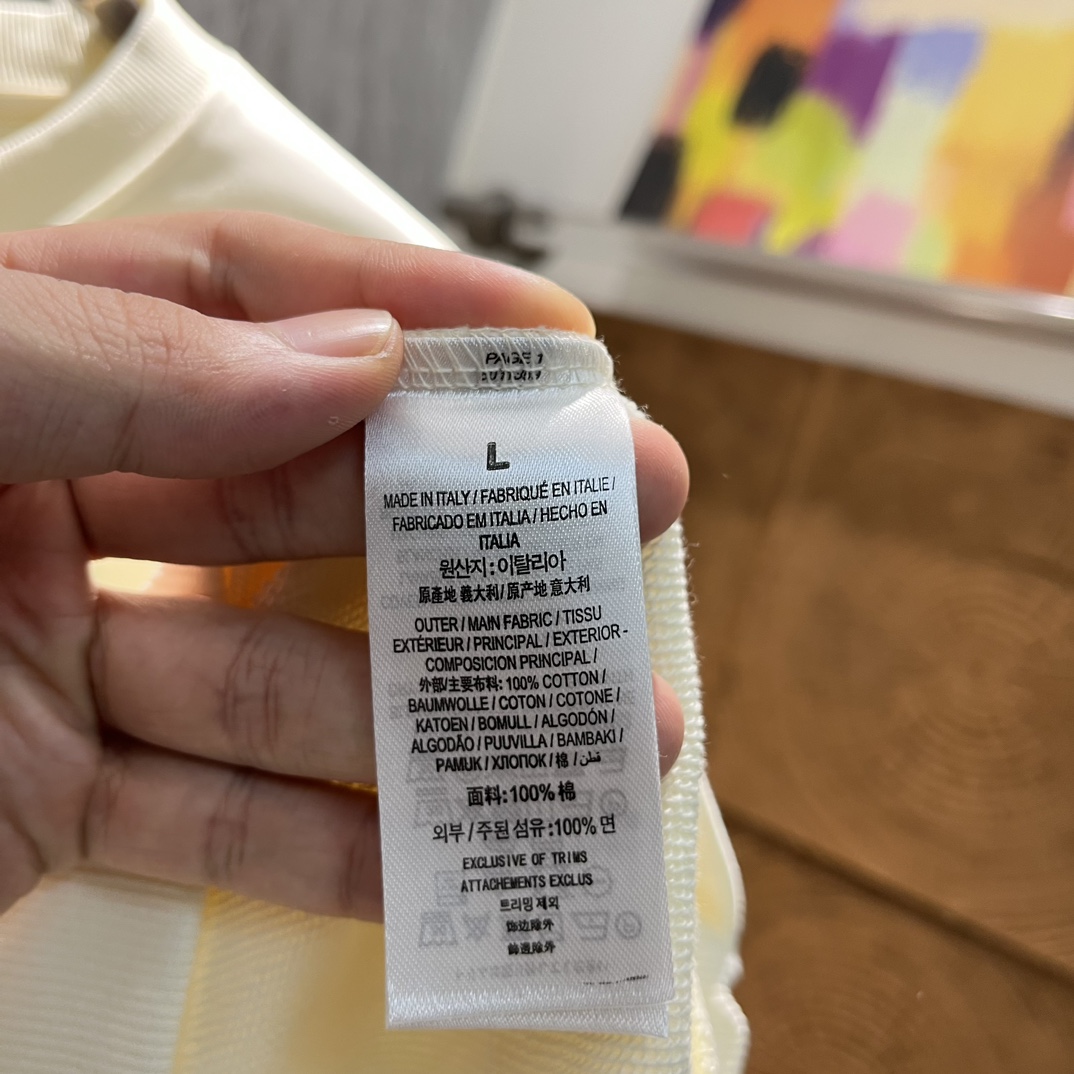 PAGE 1
L
MADE IN ITALY / FABRIQUÉ EN ITALIE /
FABRICADO EM ITALIA / HECHO EN
ITALIA
원산지 : 이탈리아
原產地 義大利 / 原产地 意大利
OUTER / MAIN FABRIC / TISSU
EXTÉRIEUR / PRINCIPAL / EXTERIOR -
COMPOSICION PRINCIPAL /
外部/主要布料: 100% COTTON /
BAUMWOLLE / COTON / COTONE /
KATOEN / BOMULL / ALGODÓN /
ALGODÃO / PUUVILLA / BAMBAKI /
PAMUK / ХЛОПОК / 棉 / قطن
面料:100% 棉
외부 / 주된 섬유:100% 면
EXCLUSIVE OF TRIMS
ATTACHEMENTS EXCLUS
트리밍 제외
饰边除外
飾邊除外